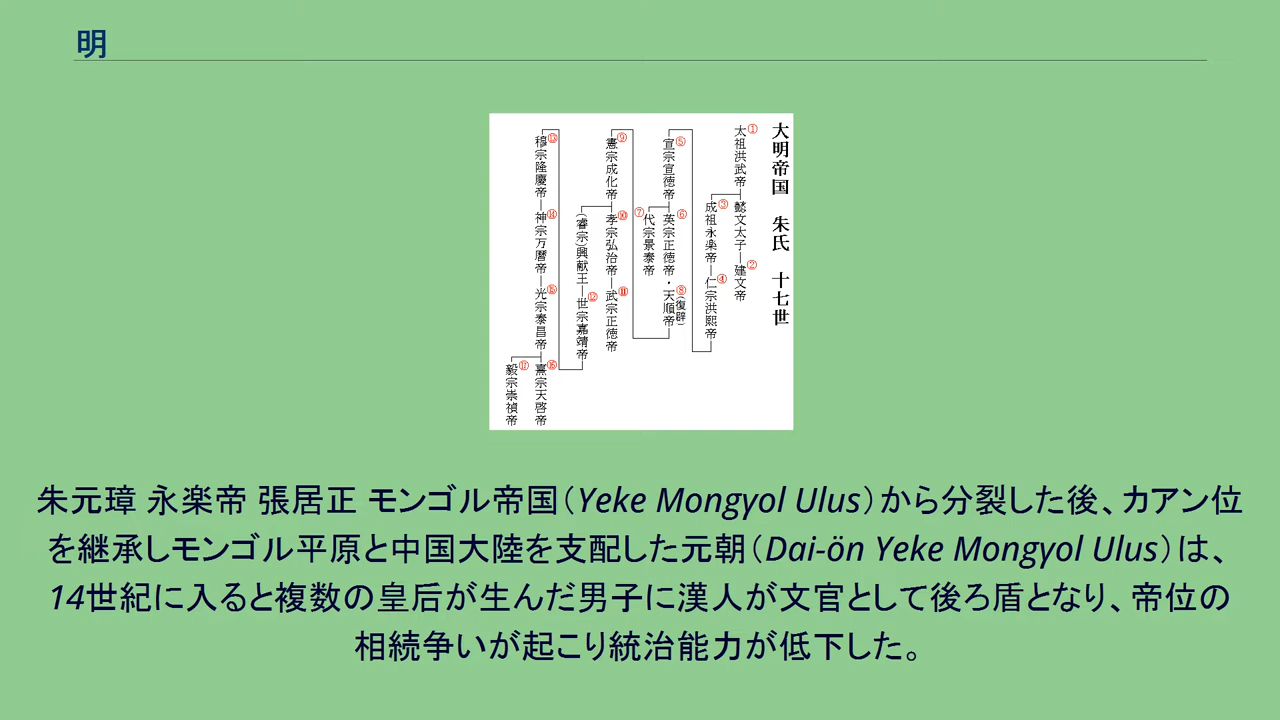 明
大明帝国 朱氏 十七世
①太祖洪武帝
懿文太子
②建文帝
③成祖永楽帝
④仁宗洪熙帝
⑤宣宗宣徳帝
⑥英宗正徳帝・天順帝
⑧(復辟)
⑦代宗景泰帝
⑨憲宗成化帝
⑩孝宗弘治帝
⑪武宗正徳帝
(睿宗)興献王
⑫世宗嘉靖帝
⑬穆宗隆慶帝
⑭神宗万暦帝
⑮光宗泰昌帝
⑯熹宗天啓帝
⑰毅宗崇禎帝
朱元璋 永楽帝 張居正 モンゴル帝国（Yeke Mongγol Ulus）から分裂した後、カアン位
を継承しモンゴル平原と中国大陸を支配した元朝（Dai-ön Yeke Mongγol Ulus）は、
14世紀に入ると複数の皇后が生んだ男子に漢人が文官として後ろ盾となり、帝位の
相続争いが起こり統治能力が低下した。